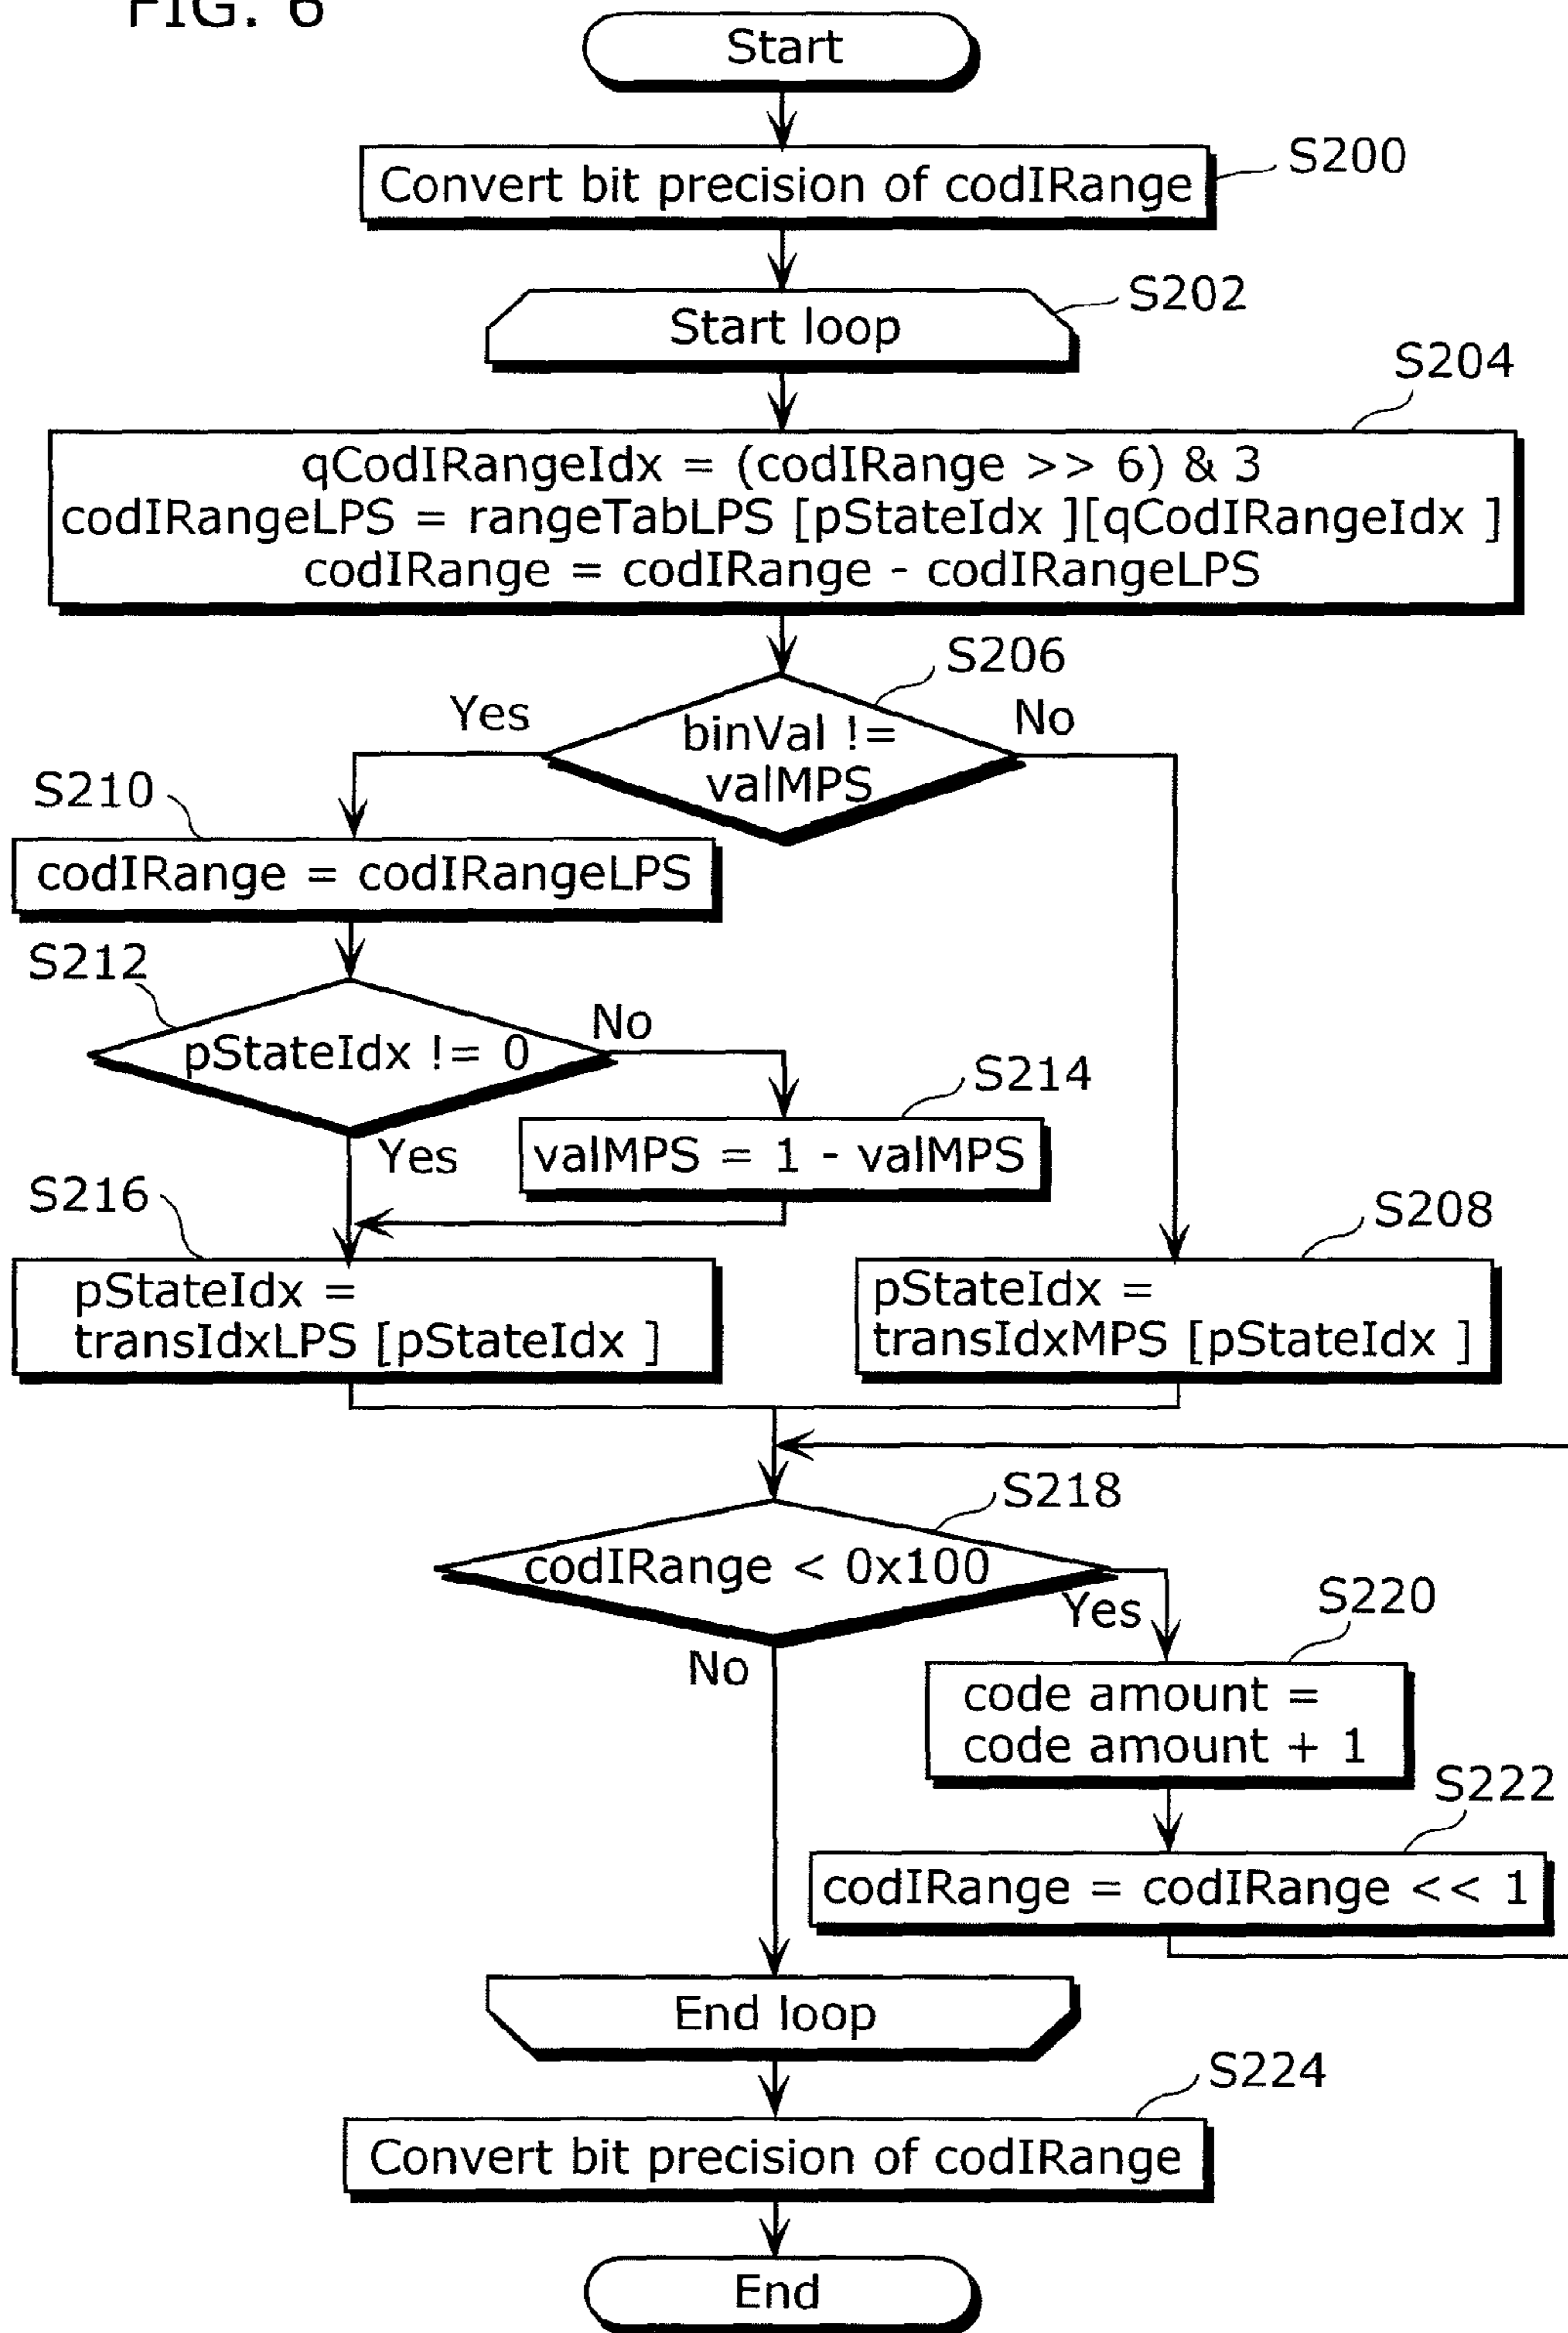 FIG. 6
Start
Convert bit precision of codIRange
S200
Start loop
S202
S204
qCodIRangeIdx = (codIRange >> 6) & 3
codIRangeLPS = rangeTabLPS [pStateIdx ][qCodIRangeIdx ]
codIRange = codIRange - codIRangeLPS
S206
Yes
binVal !=
valMPS
No
S210
codIRange = codIRangeLPS
S212
pStateIdx != 0
No
S214
Yes
valMPS = 1 - valMPS
S216
S208
pStateIdx =
transIdxLPS [pStateIdx ]
pStateIdx =
transIdxMPS [pStateIdx ]
S218
codIRange < 0x100
Yes
No
S220
code amount =
code amount + 1
S222
codIRange = codIRange << 1
End loop
S224
Convert bit precision of codIRange
End